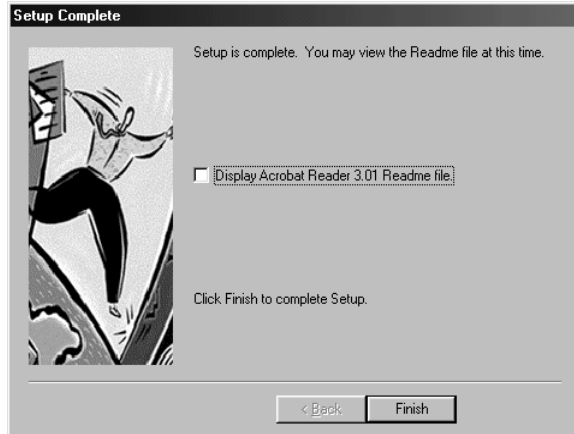 Setup Complete
Setup is complete. You may view the Readme file at this time.
Display Acrobat Reader 3.01 Readme file.
Click Finish to complete Setup.
< Back
Finish